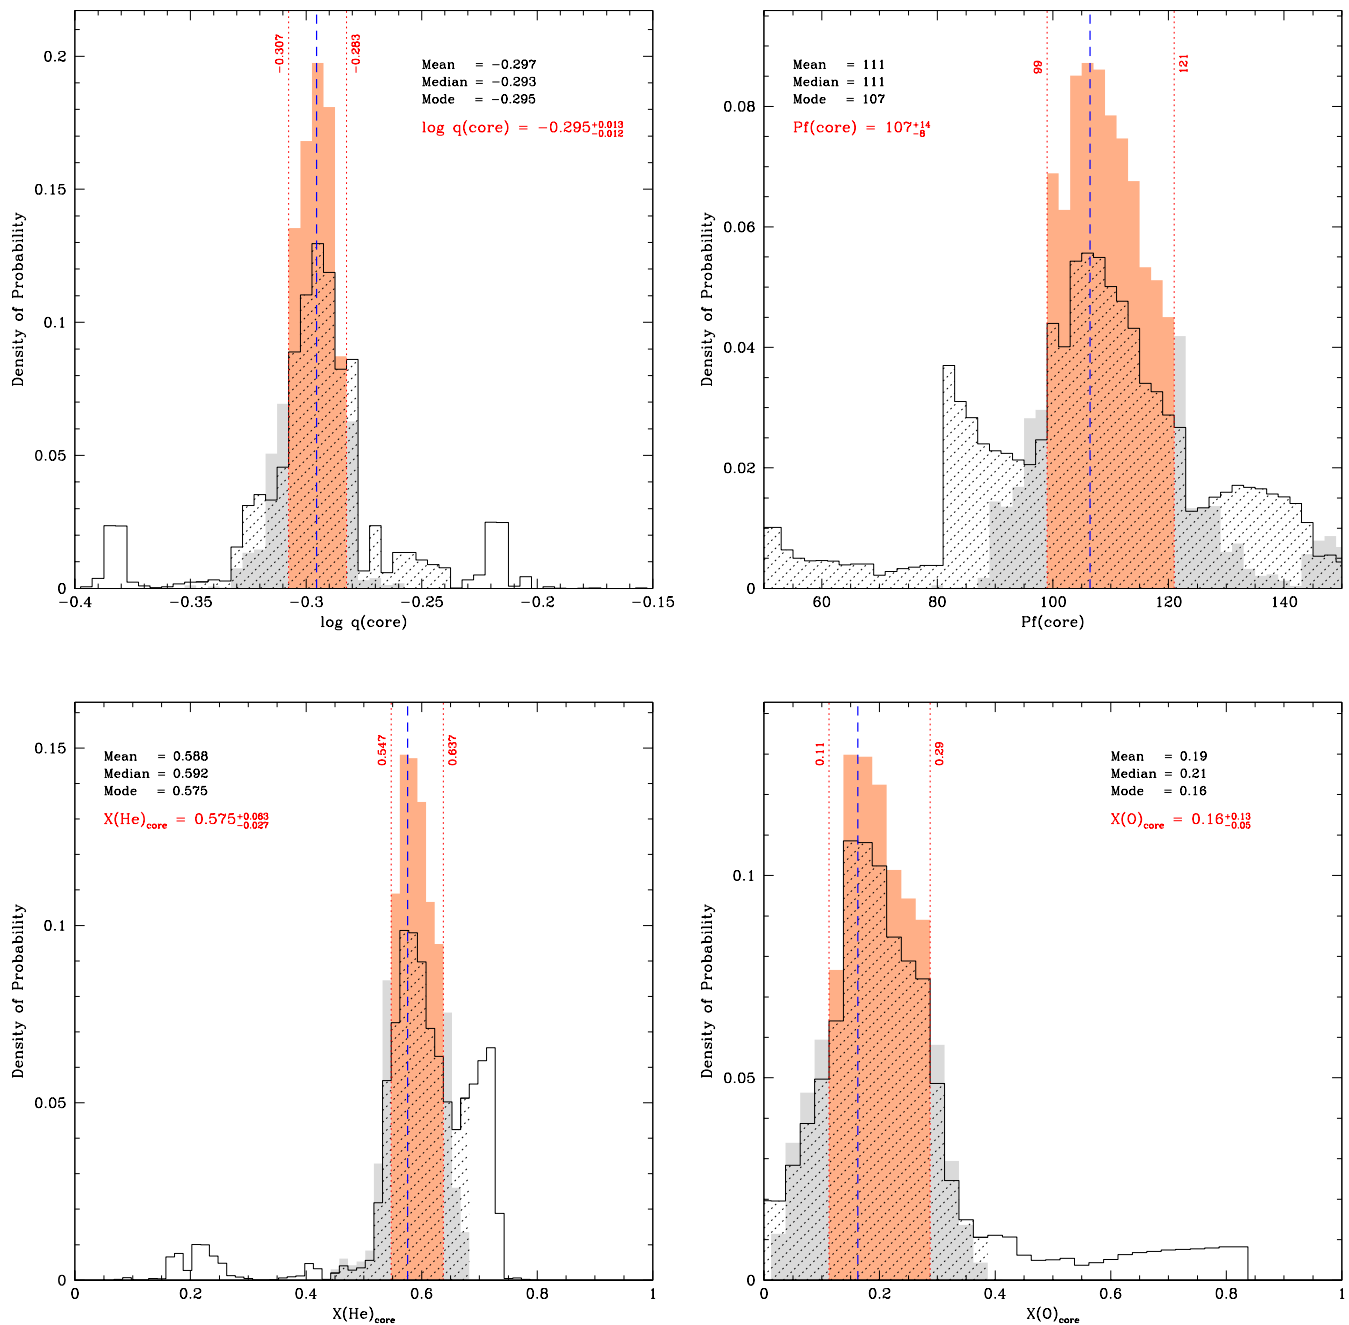 -0.307
-0.283
Mean = -0.297
Median = -0.293
Mode = -0.295
log q(core) = -0.295+0.013-0.012
0.2
0.15
0.1
0.05
0
Density of Probability
-0.4 -0.35 -0.3 -0.25 -0.2 -0.15
log q(core)
99
121
Mean = 111
Median = 111
Mode = 107
Pf(core) = 107+14-8
0.08
0.06
0.04
0.02
0
Density of Probability
60 80 100 120 140
Pf(core)
0.547
0.637
Mean = 0.588
Median = 0.592
Mode = 0.575
X(He)core = 0.575+0.063-0.027
0.15
0.1
0.05
0
Density of Probability
0 0.2 0.4 0.6 0.8 1
X(He)core
0.11
0.29
Mean = 0.19
Median = 0.21
Mode = 0.16
X(O)core = 0.16+0.13-0.05
0.1
0.05
0
Density of Probability
0 0.2 0.4 0.6 0.8 1
X(O)core